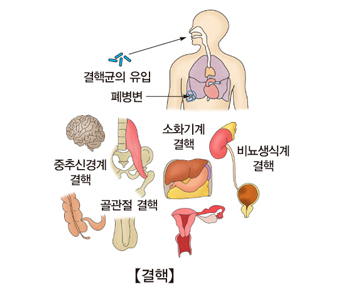 결핵균의 유입
폐병변
소화기계
결핵
비뇨생식계
결핵
중추신경계
결핵
골관절 결핵
【결핵】